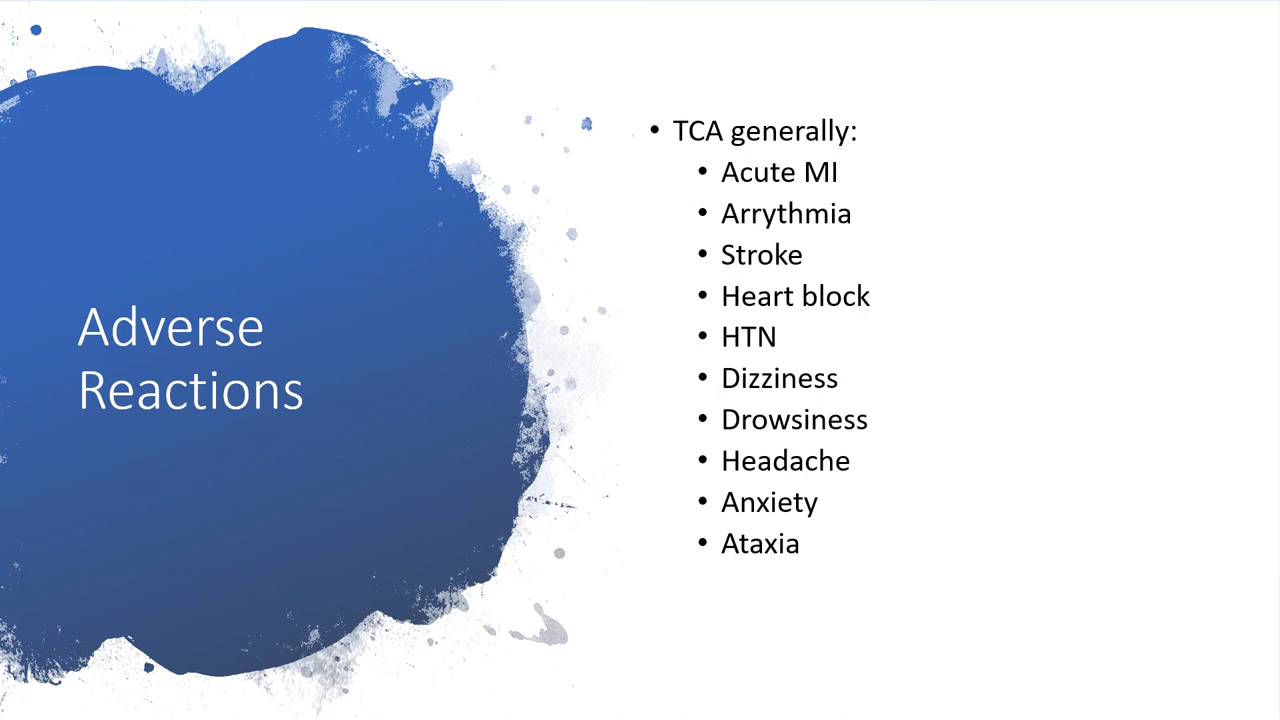 Adverse
Reactions
• TCA generally:
• Acute MI
• Arrythmia
• Stroke
• Heart block
• HTN
• Dizziness
• Drowsiness
• Headache
• Anxiety
• Ataxia